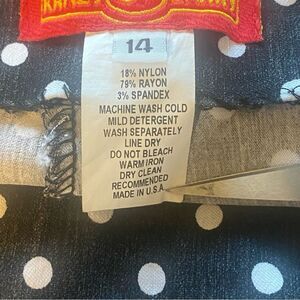 14
18% NYLON
79% RAYON
3% SPANDEX
MACHINE WASH COLD
MILD DETERGENT
WASH SEPARATELY
LINE DRY
DO NOT BLEACH
WARM IRON
DRY CLEAN
RECOMMENDED
MADE IN U.S.A.